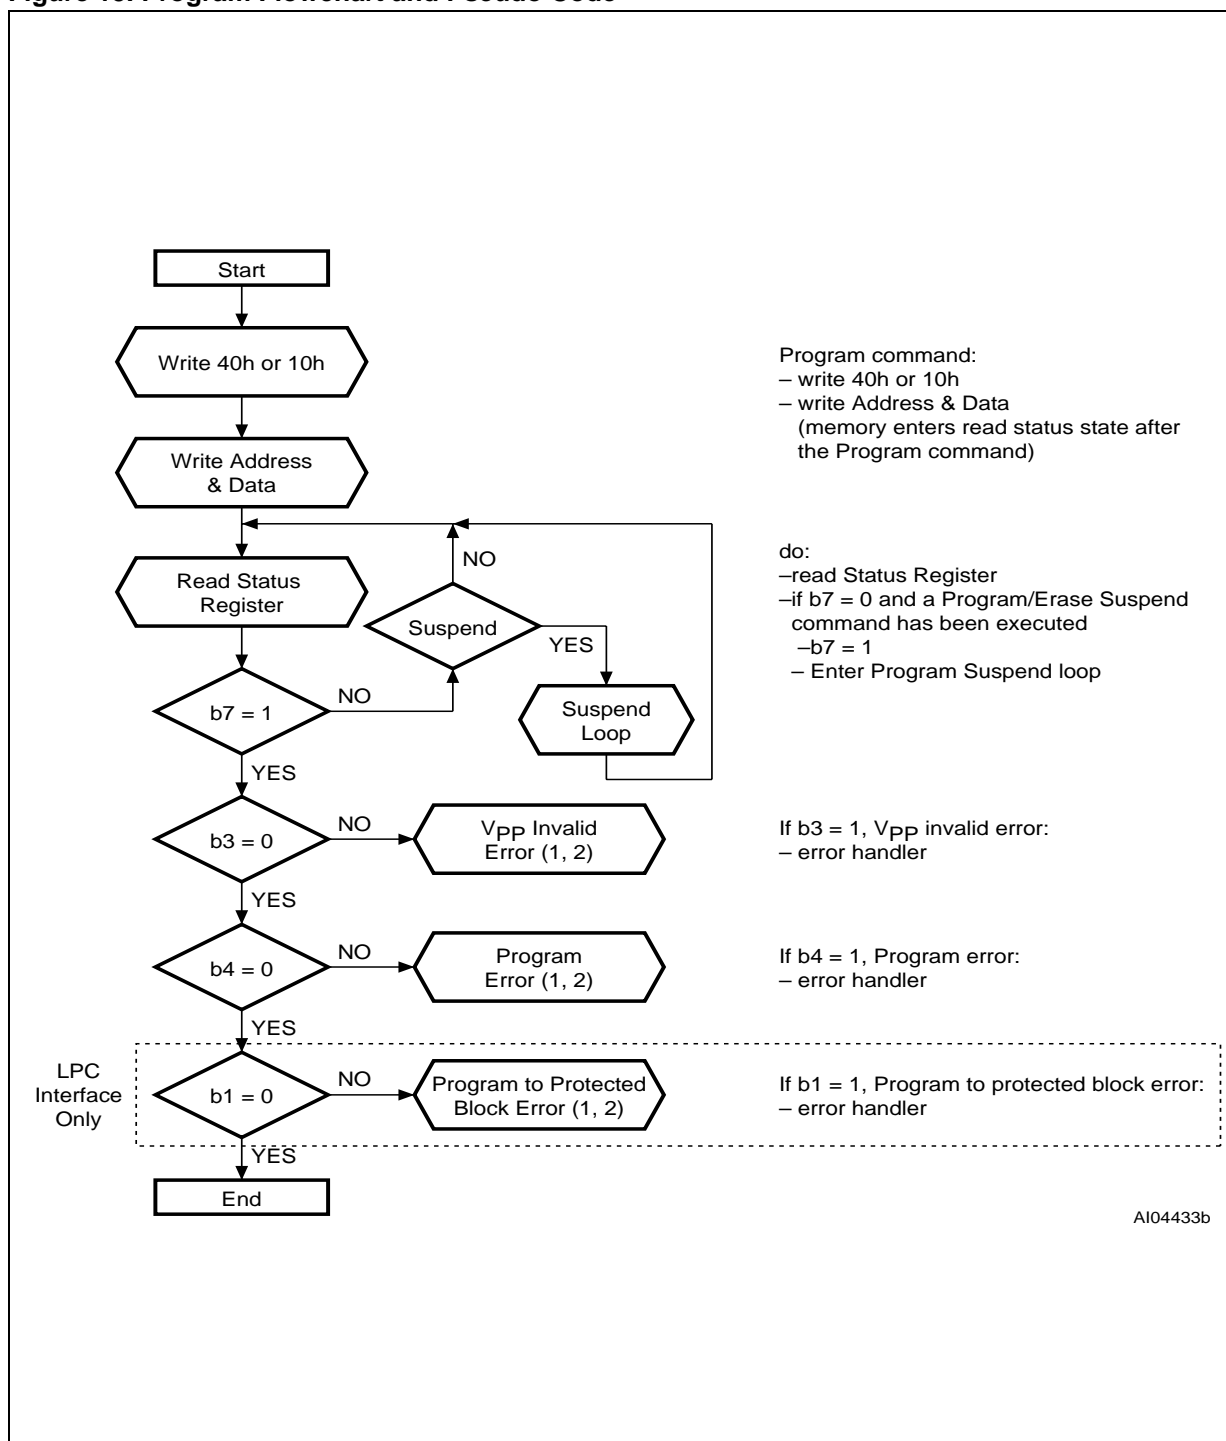 Start
Write 40h or 10h
Program command:
– write 40h or 10h
– write Address & Data
(memory enters read status state after
the Program command)
Write Address
& Data
NO
do:
–read Status Register
–if b7 = 0 and a Program/Erase Suspend
command has been executed
–b7 = 1
– Enter Program Suspend loop
Read Status
Register
Suspend
YES
NO
b7 = 1
Suspend
Loop
YES
b3 = 0
NO
VPP Invalid
Error (1, 2)
If b3 = 1, VPP invalid error:
– error handler
YES
b4 = 0
NO
Program
Error (1, 2)
If b4 = 1, Program error:
– error handler
YES
LPC
Interface
Only
b1 = 0
NO
Program to Protected
Block Error (1, 2)
If b1 = 1, Program to protected block error:
– error handler
YES
End
AI04433b